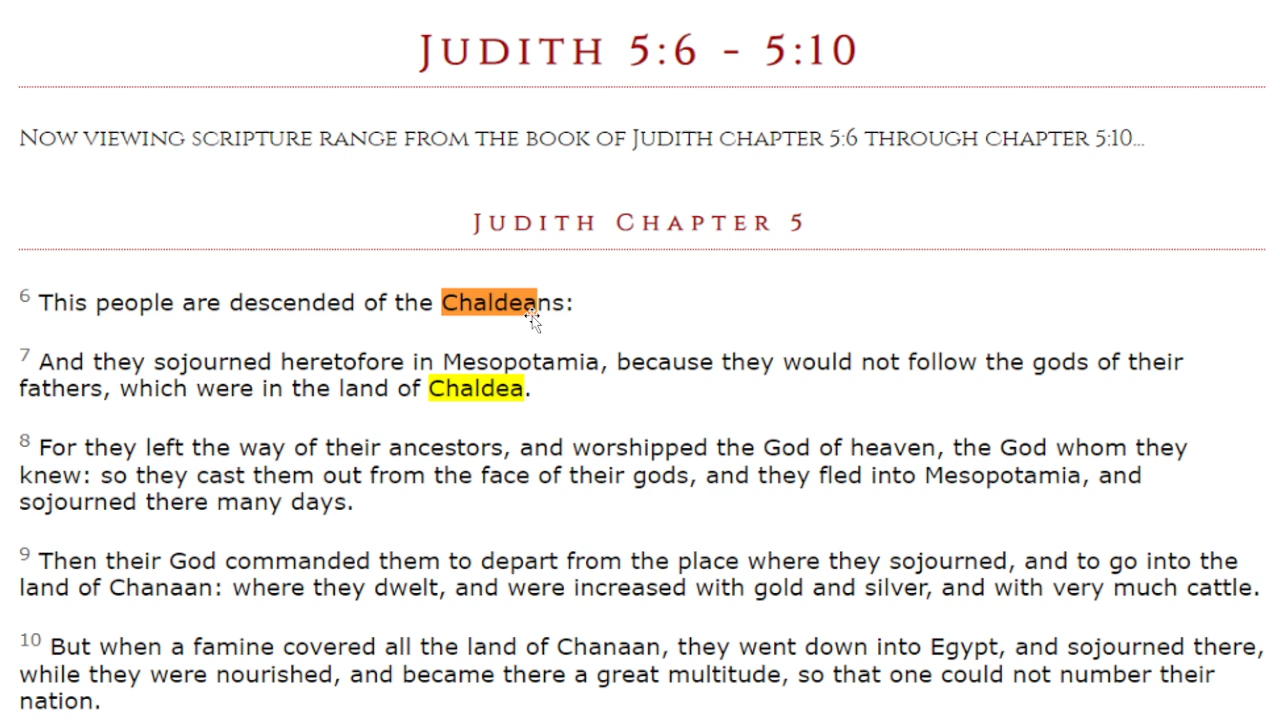 Judith 5:6 - 5:10
Now viewing scripture range from the book of Judith chapter 5:6 through chapter 5:10...
Judith Chapter 5
6 This people are descended of the Chaldeans:
7 And they sojourned heretofore in Mesopotamia, because they would not follow the gods of their
fathers, which were in the land of Chaldea.
8 For they left the way of their ancestors, and worshipped the God of heaven, the God whom they
knew: so they cast them out from the face of their gods, and they fled into Mesopotamia, and
sojourned there many days.
9 Then their God commanded them to depart from the place where they sojourned, and to go into the
land of Chanaan: where they dwelt, and were increased with gold and silver, and with very much cattle.
10 But when a famine covered all the land of Chanaan, they went down into Egypt, and sojourned there,
while they were nourished, and became there a great multitude, so that one could not number their
nation.